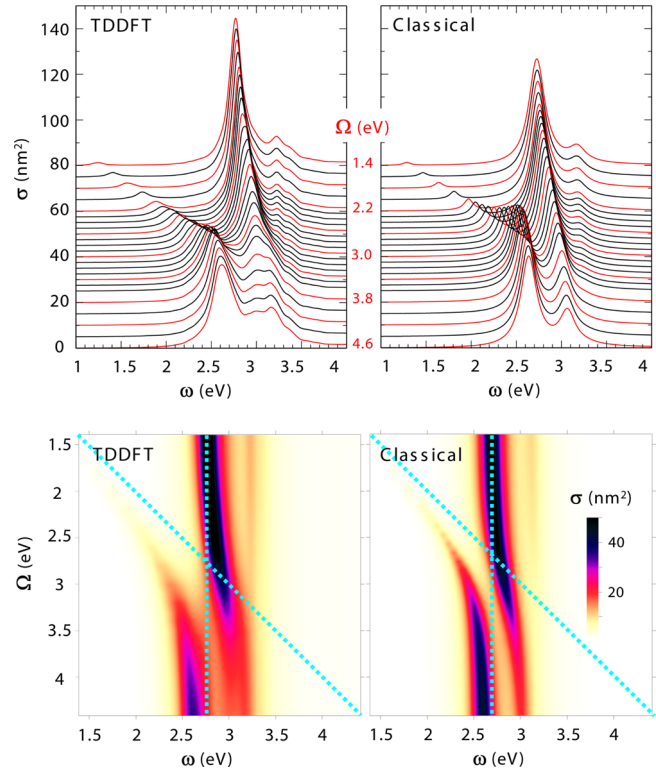 TDDFT
Classical
σ (nm²)
140
120
100
80
60
40
20
0
Ω (eV)
1.4
2.2
3.0
3.8
4.6
1 1.5 2 2.5 3 3.5 4
1 1.5 2 2.5 3 3.5 4
ω (eV)
ω (eV)
TDDFT
Classical
Ω (eV)
1.5
2
2.5
3
3.5
4
σ (nm²)
40
20
1.5 2 2.5 3 3.5 4
1.5 2 2.5 3 3.5 4
ω (eV)
ω (eV)